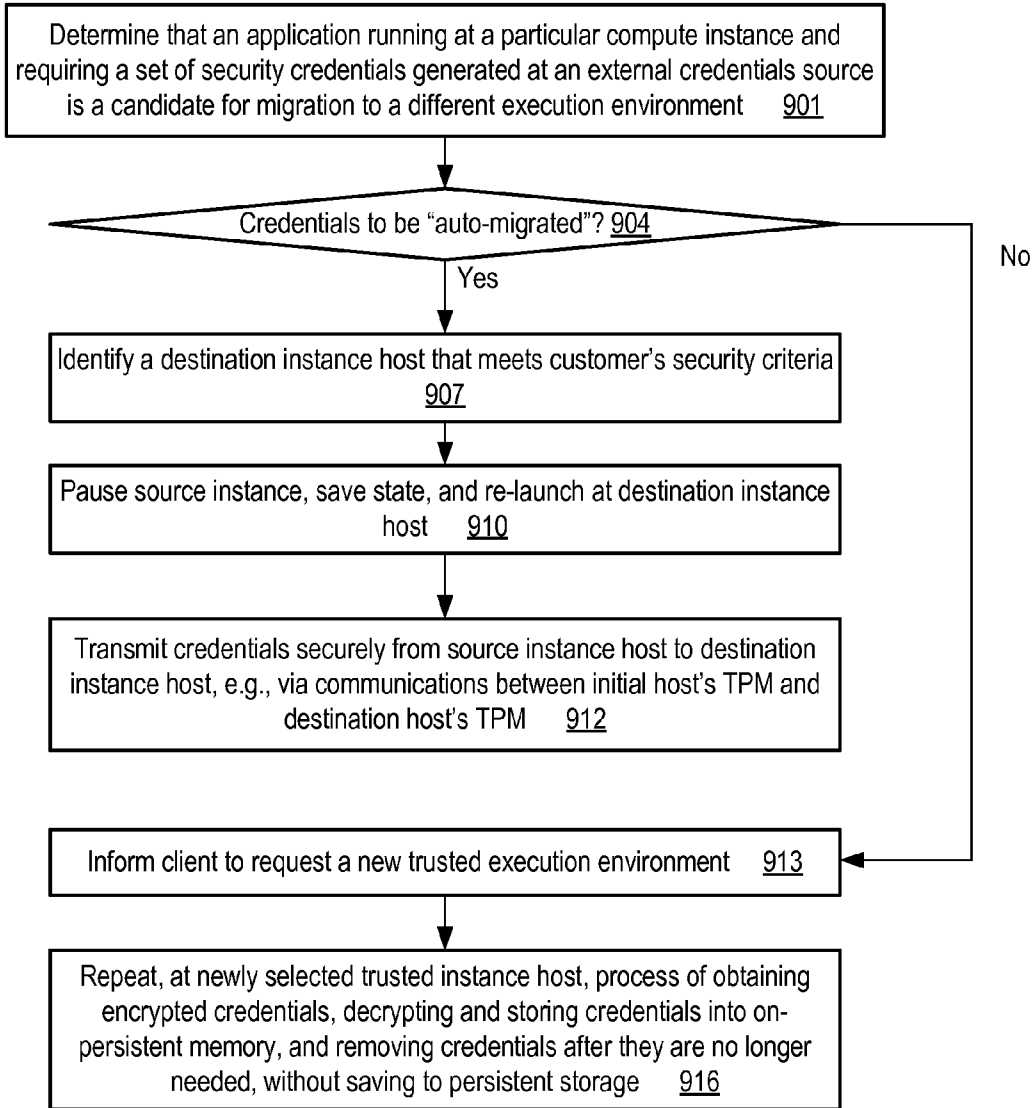 Determine that an application running at a particular compute instance and
requiring a set of security credentials generated at an external credentials source
is a candidate for migration to a different execution environment 901
Credentials to be “auto-migrated”? 904
No
Yes
Identify a destination instance host that meets customer’s security criteria
907
Pause source instance, save state, and re-launch at destination instance
host 910
Transmit credentials securely from source instance host to destination
instance host, e.g., via communications between initial host’s TPM and
destination host’s TPM 912
Inform client to request a new trusted execution environment 913
Repeat, at newly selected trusted instance host, process of obtaining
encrypted credentials, decrypting and storing credentials into on-
persistent memory, and removing credentials after they are no longer
needed, without saving to persistent storage 916